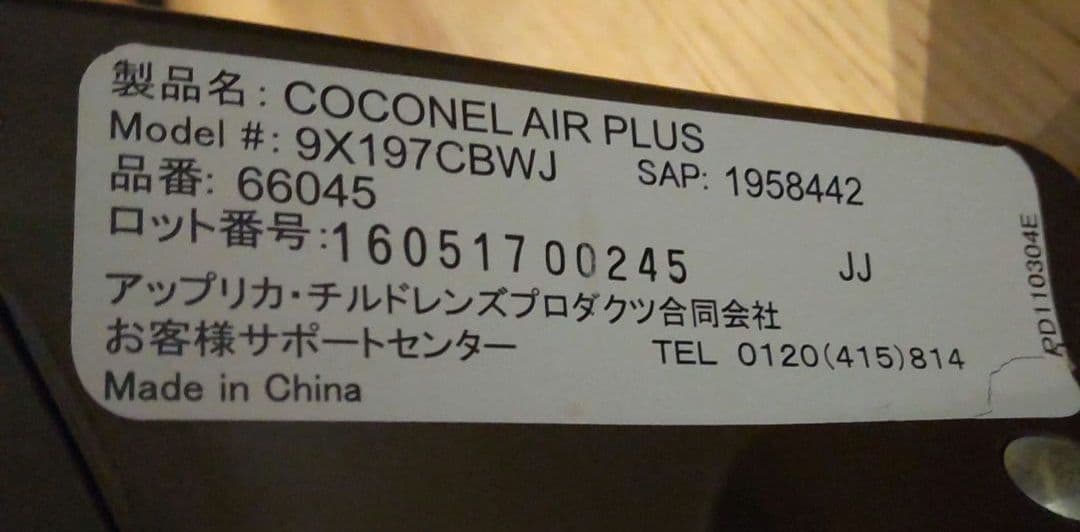 製品名: COCONEL AIR PLUS
Model #: 9X197CBWJ SAP: 1958442
品番: 66045
ロット番号:160517 00245 JJ
アップリカ・チルドレンズプロダクツ合同会社
お客様サポートセンター TEL 0120(415)814
Made in China
RD110304E